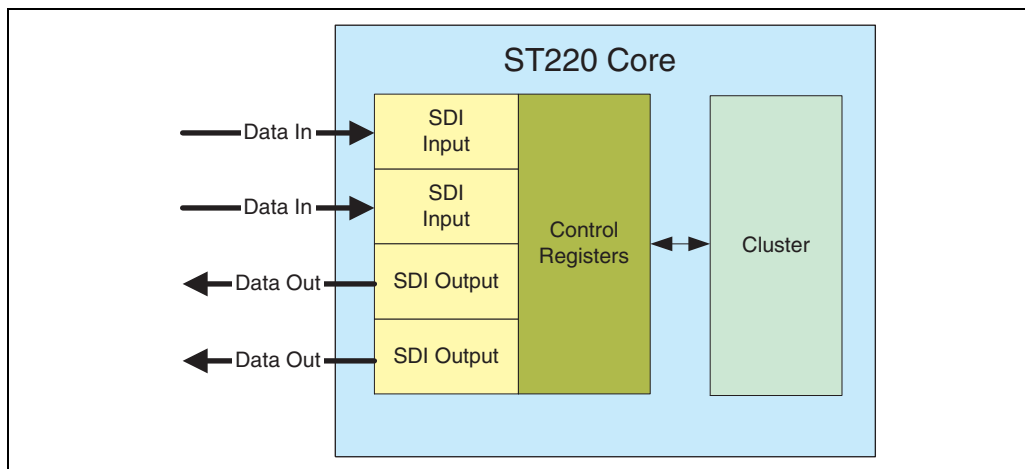 ST220 Core
Data In
SDI
Input
Data In
SDI
Input
Data Out
SDI Output
Data Out
SDI Output
Control
Registers
Cluster